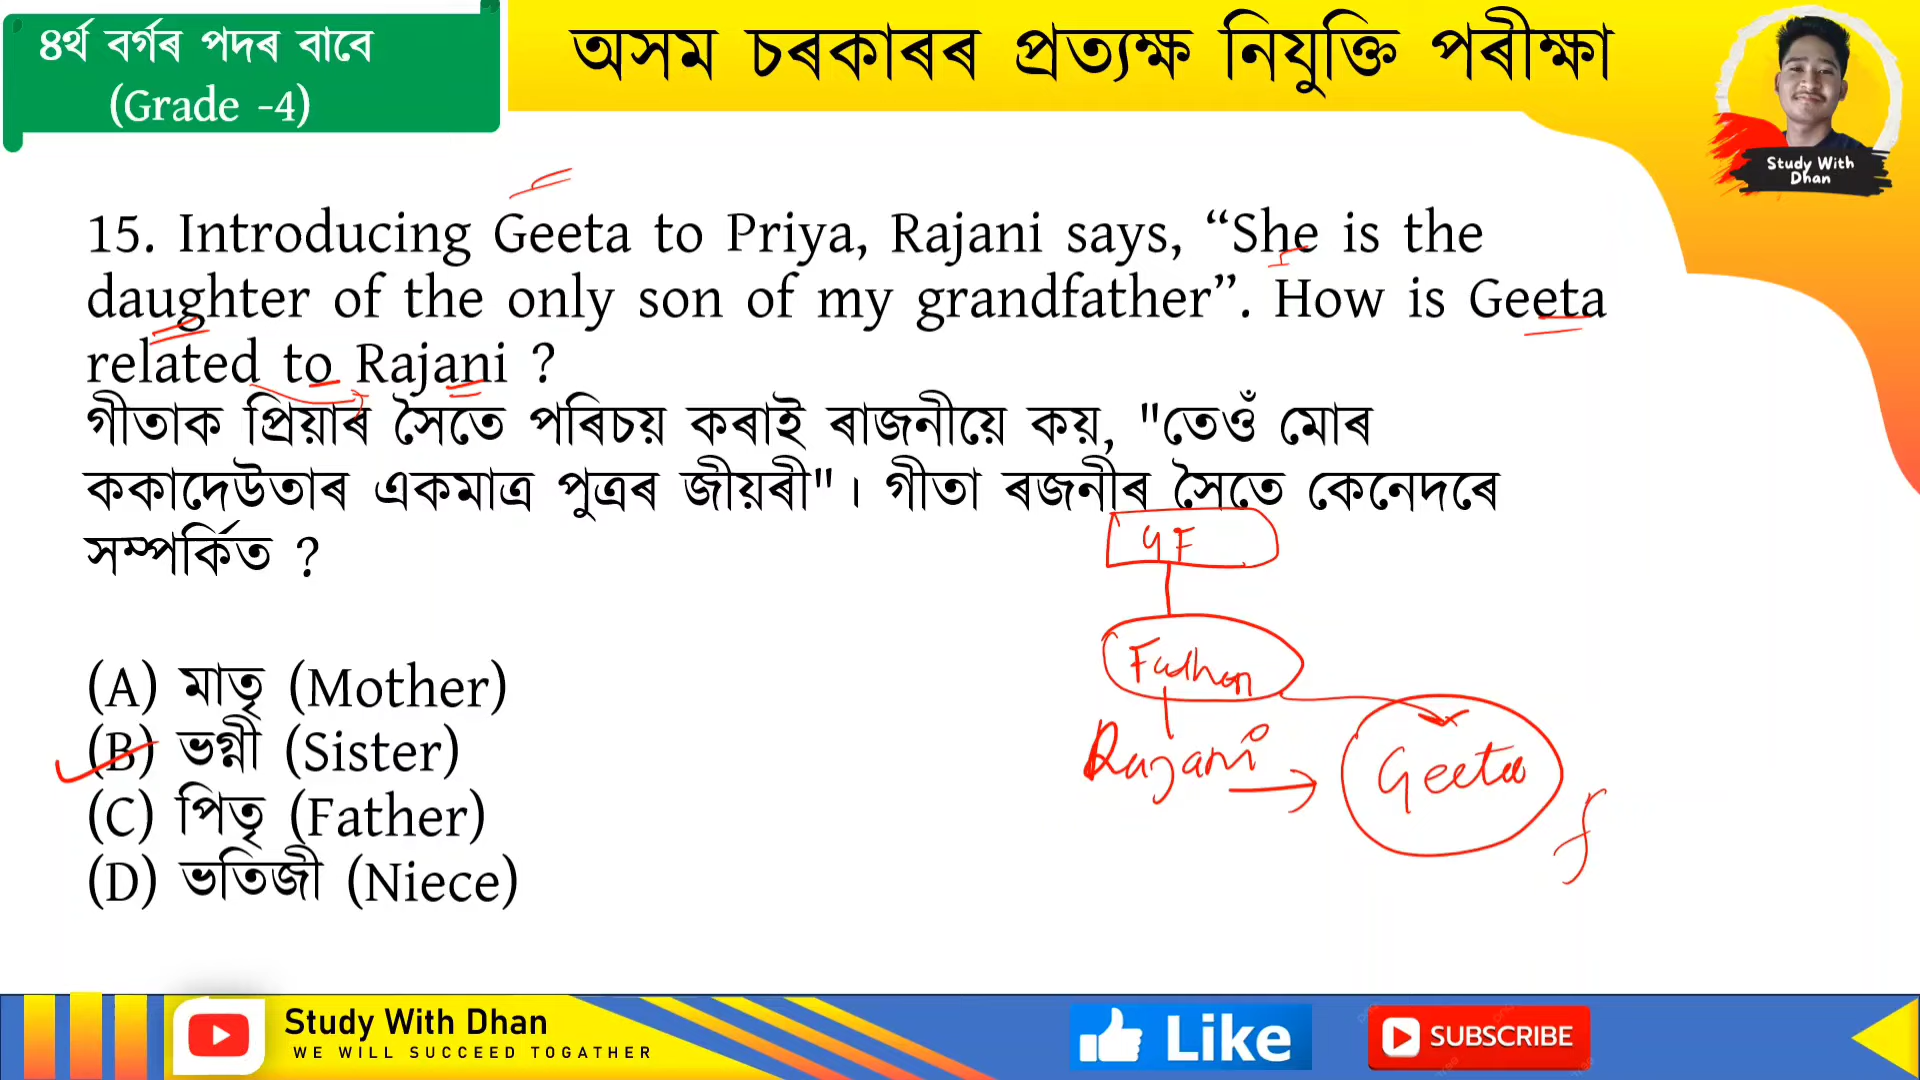 ৪ৰ্থ বৰ্গৰ পদৰ বাবে
(Grade -4)
অসম চৰকাৰৰ প্ৰত্যক্ষ নিযুক্তি পৰীক্ষা
Study With
Dhan
15. Introducing Geeta to Priya, Rajani says, “She is the
daughter of the only son of my grandfather”. How is Geeta
related to Rajani ?
গীতাক প্ৰিয়াৰ সৈতে পৰিচয় কৰাই ৰাজনীয়ে কয়, "তেওঁ মোৰ
ককাদেউতাৰ একমাত্ৰ পুত্ৰৰ জীয়ৰী"। গীতা ৰজনীৰ সৈতে কেনেদৰে
সম্পৰ্কিত ?
GF
Father
Rajani
Geeta
(A) মাতৃ (Mother)
(B) ভগ্নী (Sister)
(C) পিতৃ (Father)
(D) ভতিজী (Niece)
Study With Dhan
WE WILL SUCCEED TOGATHER
Like
SUBSCRIBE